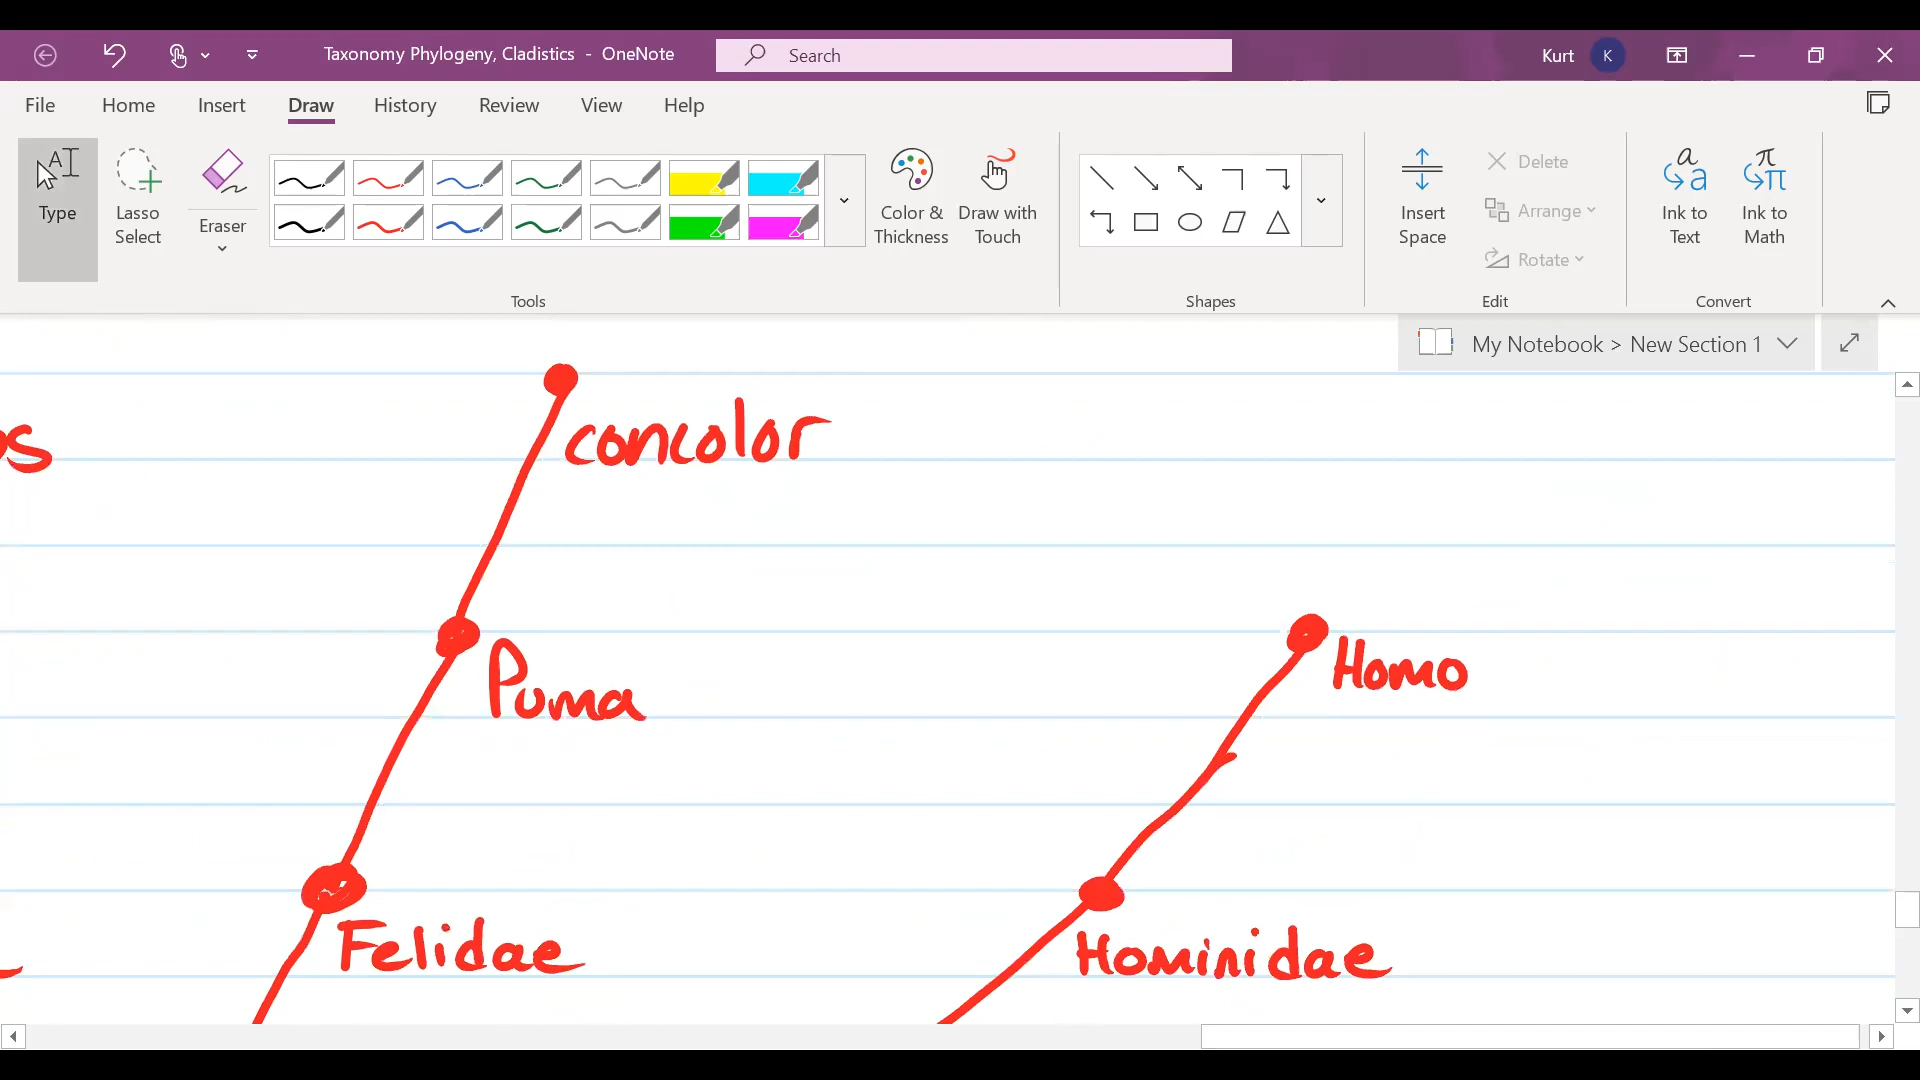 Taxonomy Phylogeny, Cladistics - OneNote
Search
Kurt
K
File Home Insert Draw History Review View Help
Type
Lasso Select
Eraser
Color & Thickness
Draw with Touch
Tools
Shapes
Insert Space
Delete
Arrange
Rotate
Edit
a
a
Ink to Text
π
π
Ink to Math
Convert
My Notebook > New Section 1
concolor
os
Homo
Puma
Felidae
Hominidae